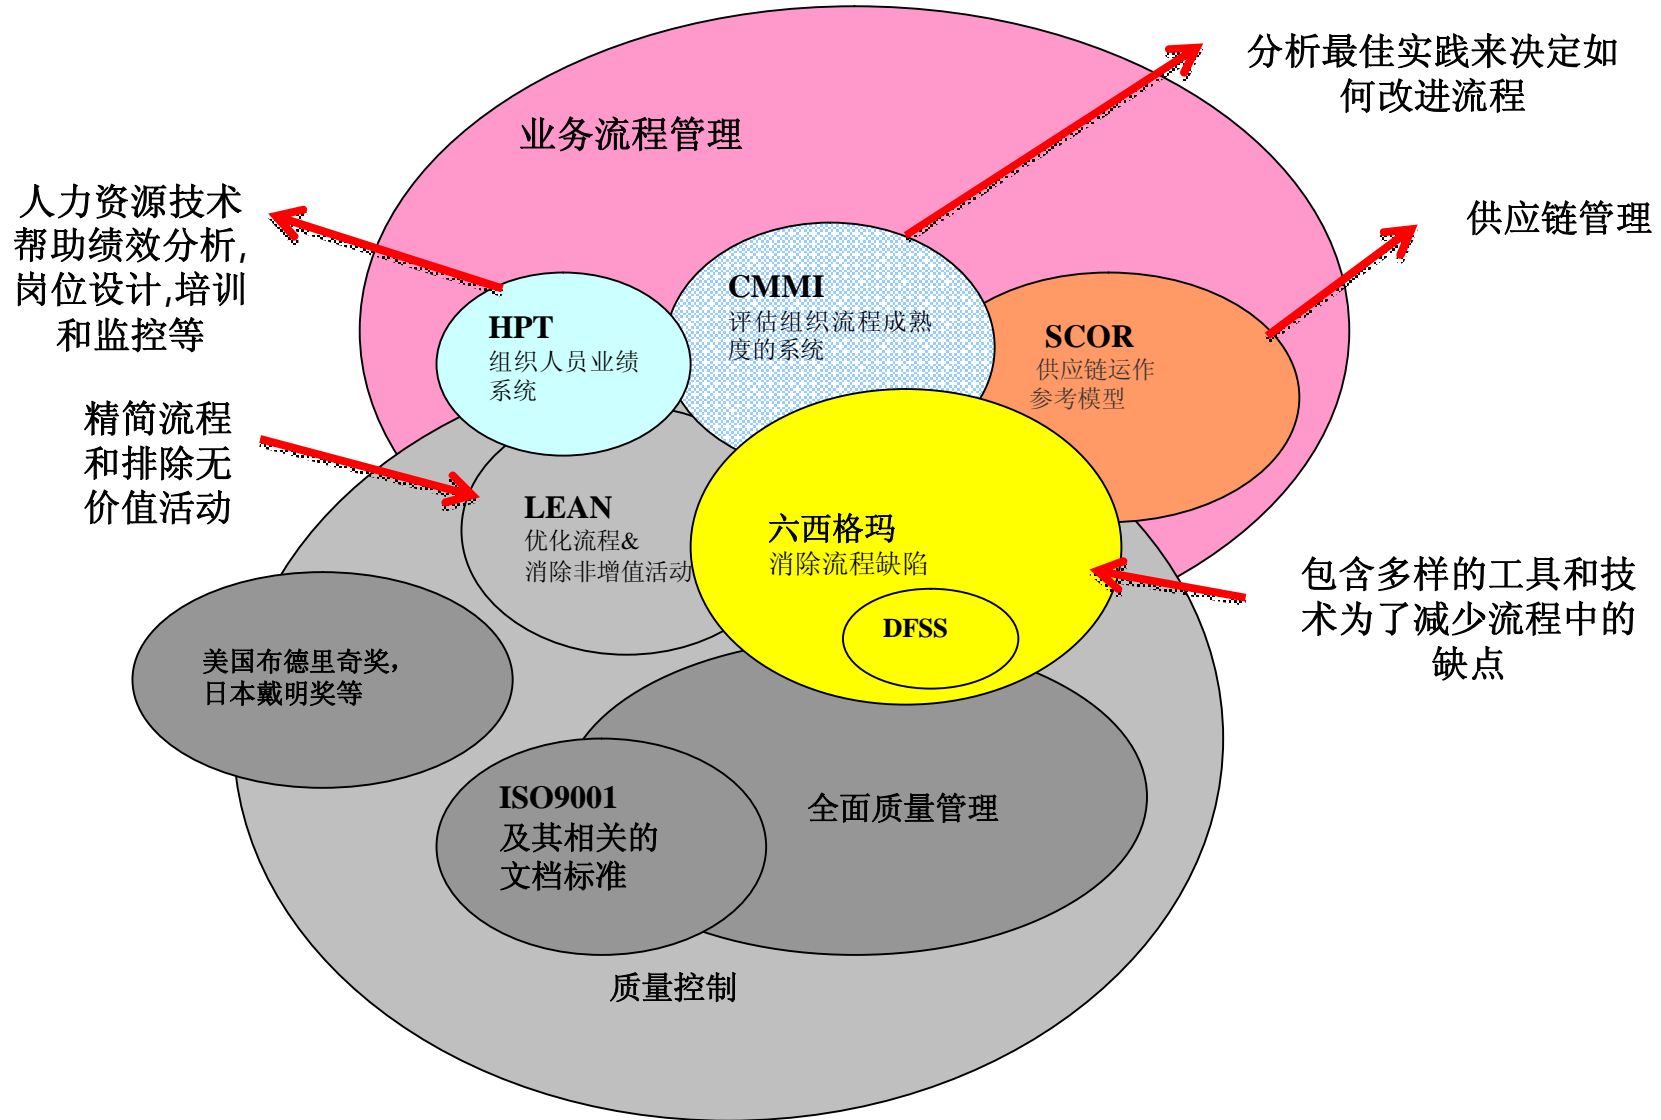 分析最佳实践来决定如
何改进流程
业务流程管理
人力资源技术
帮助绩效分析,
岗位设计,培训
和监控等
供应链管理
CMMI
评估组织流程成熟
度的系统
HPT
组织人员业绩
系统
SCOR
供应链运作
参考模型
精简流程
和排除无
价值活动
LEAN
优化流程&
消除非增值活动
六西格玛
消除流程缺陷
DFSS
包含多样的工具和技
术为了减少流程中的
缺点
美国布德里奇奖，
日本戴明奖等
ISO9001
及其相关的
文档标准
全面质量管理
质量控制